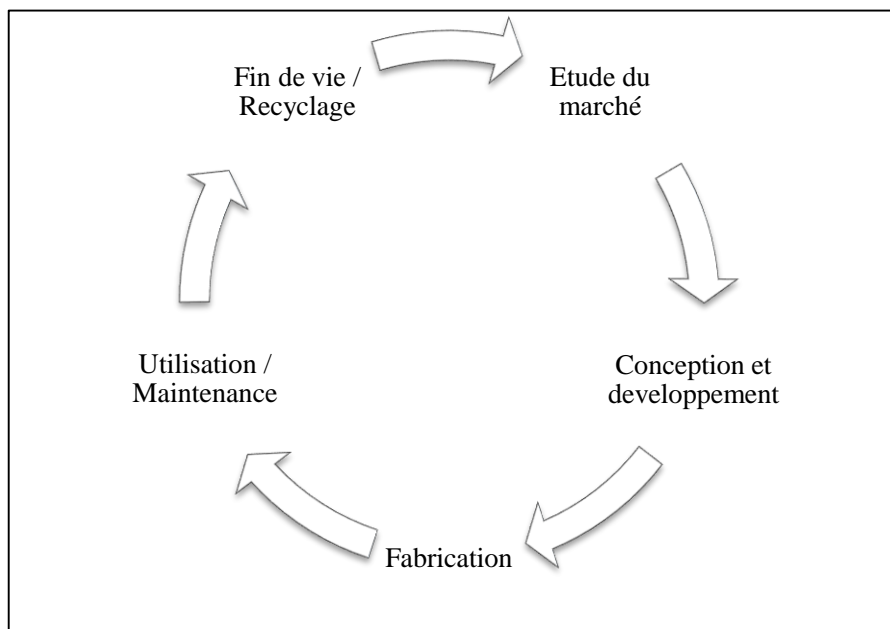 Fin de vie /
Recyclage
Etude du
marché
Conception et
developpement
Fabrication
Utilisation /
Maintenance